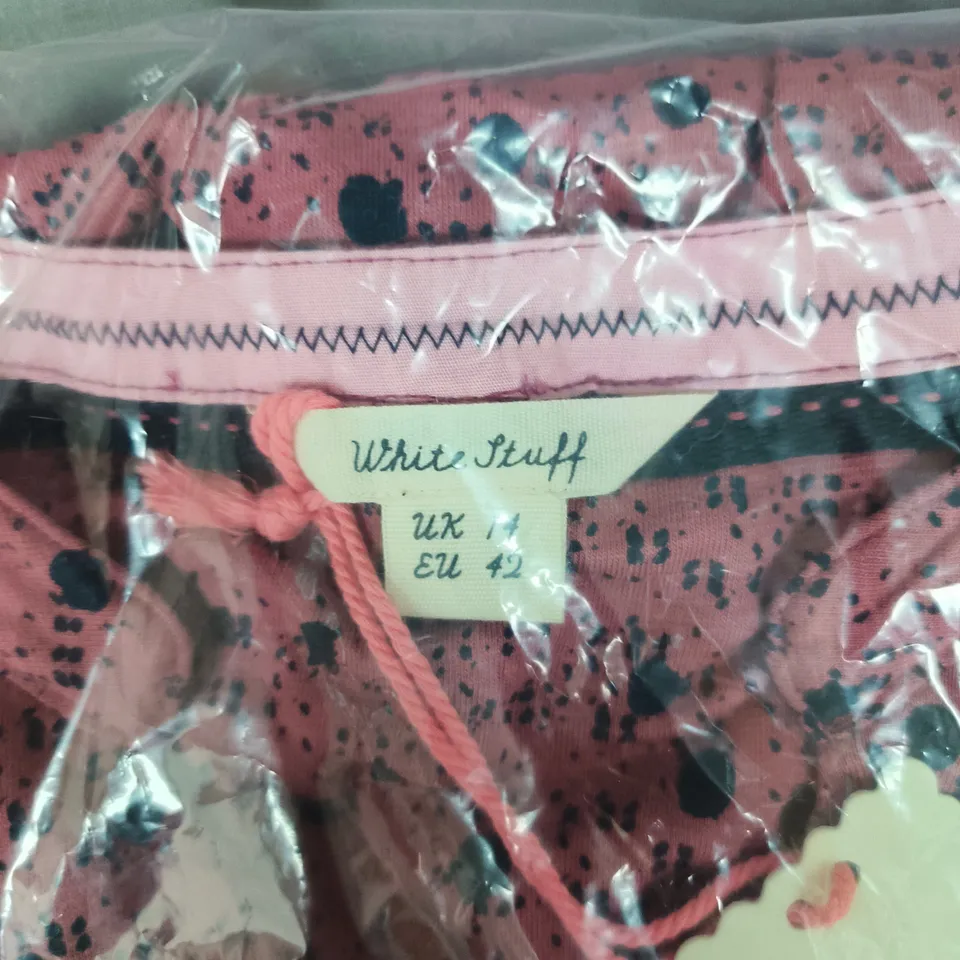 White Stuff
UK 14
EU 42